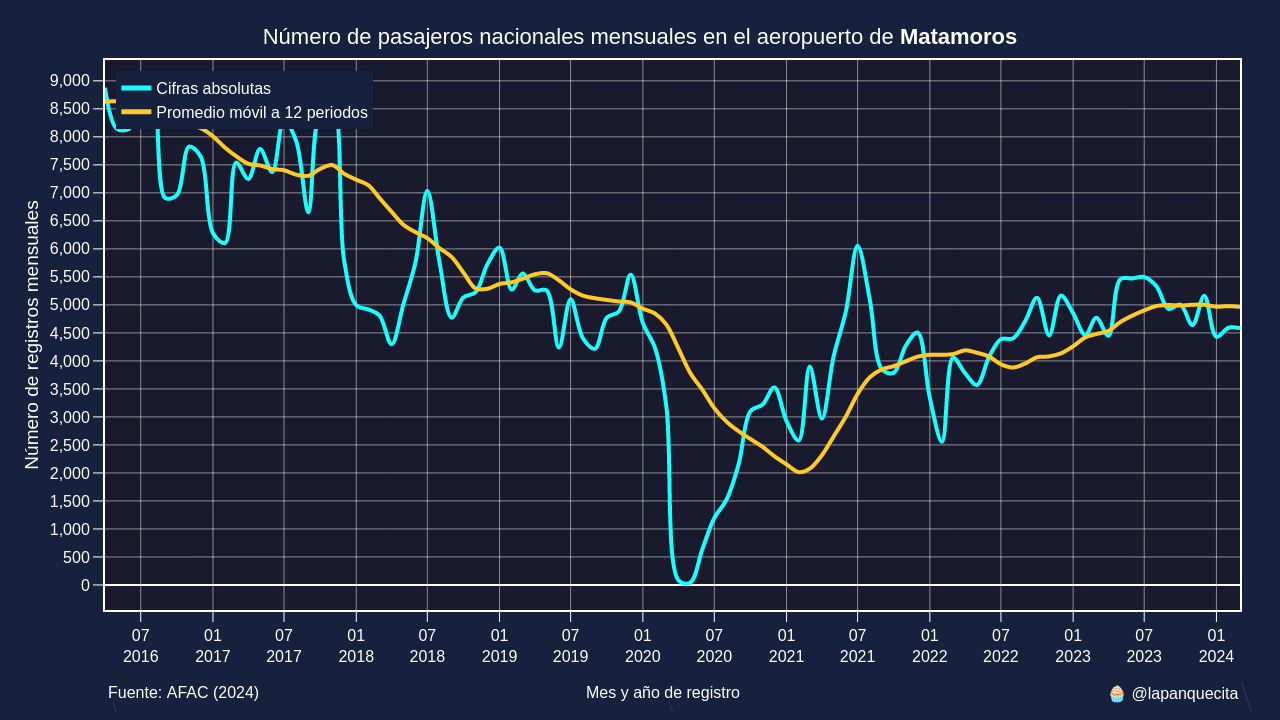 Número de pasajeros nacionales mensuales en el aeropuerto de Matamoros
Cifras absolutas
Promedio móvil a 12 periodos
Número de registros mensuales
9,000
8,500
8,000
7,500
7,000
6,500
6,000
5,500
5,000
4,500
4,000
3,500
3,000
2,500
2,000
1,500
1,000
500
0
07 01 07 01 07 01 07 01 07 01 07 01 07 01 07 01
2016 2017 2017 2018 2018 2019 2019 2020 2020 2021 2021 2022 2022 2023 2023 2024
Fuente: AFAC (2024)
Mes y año de registro
🧁 @lapanquecita